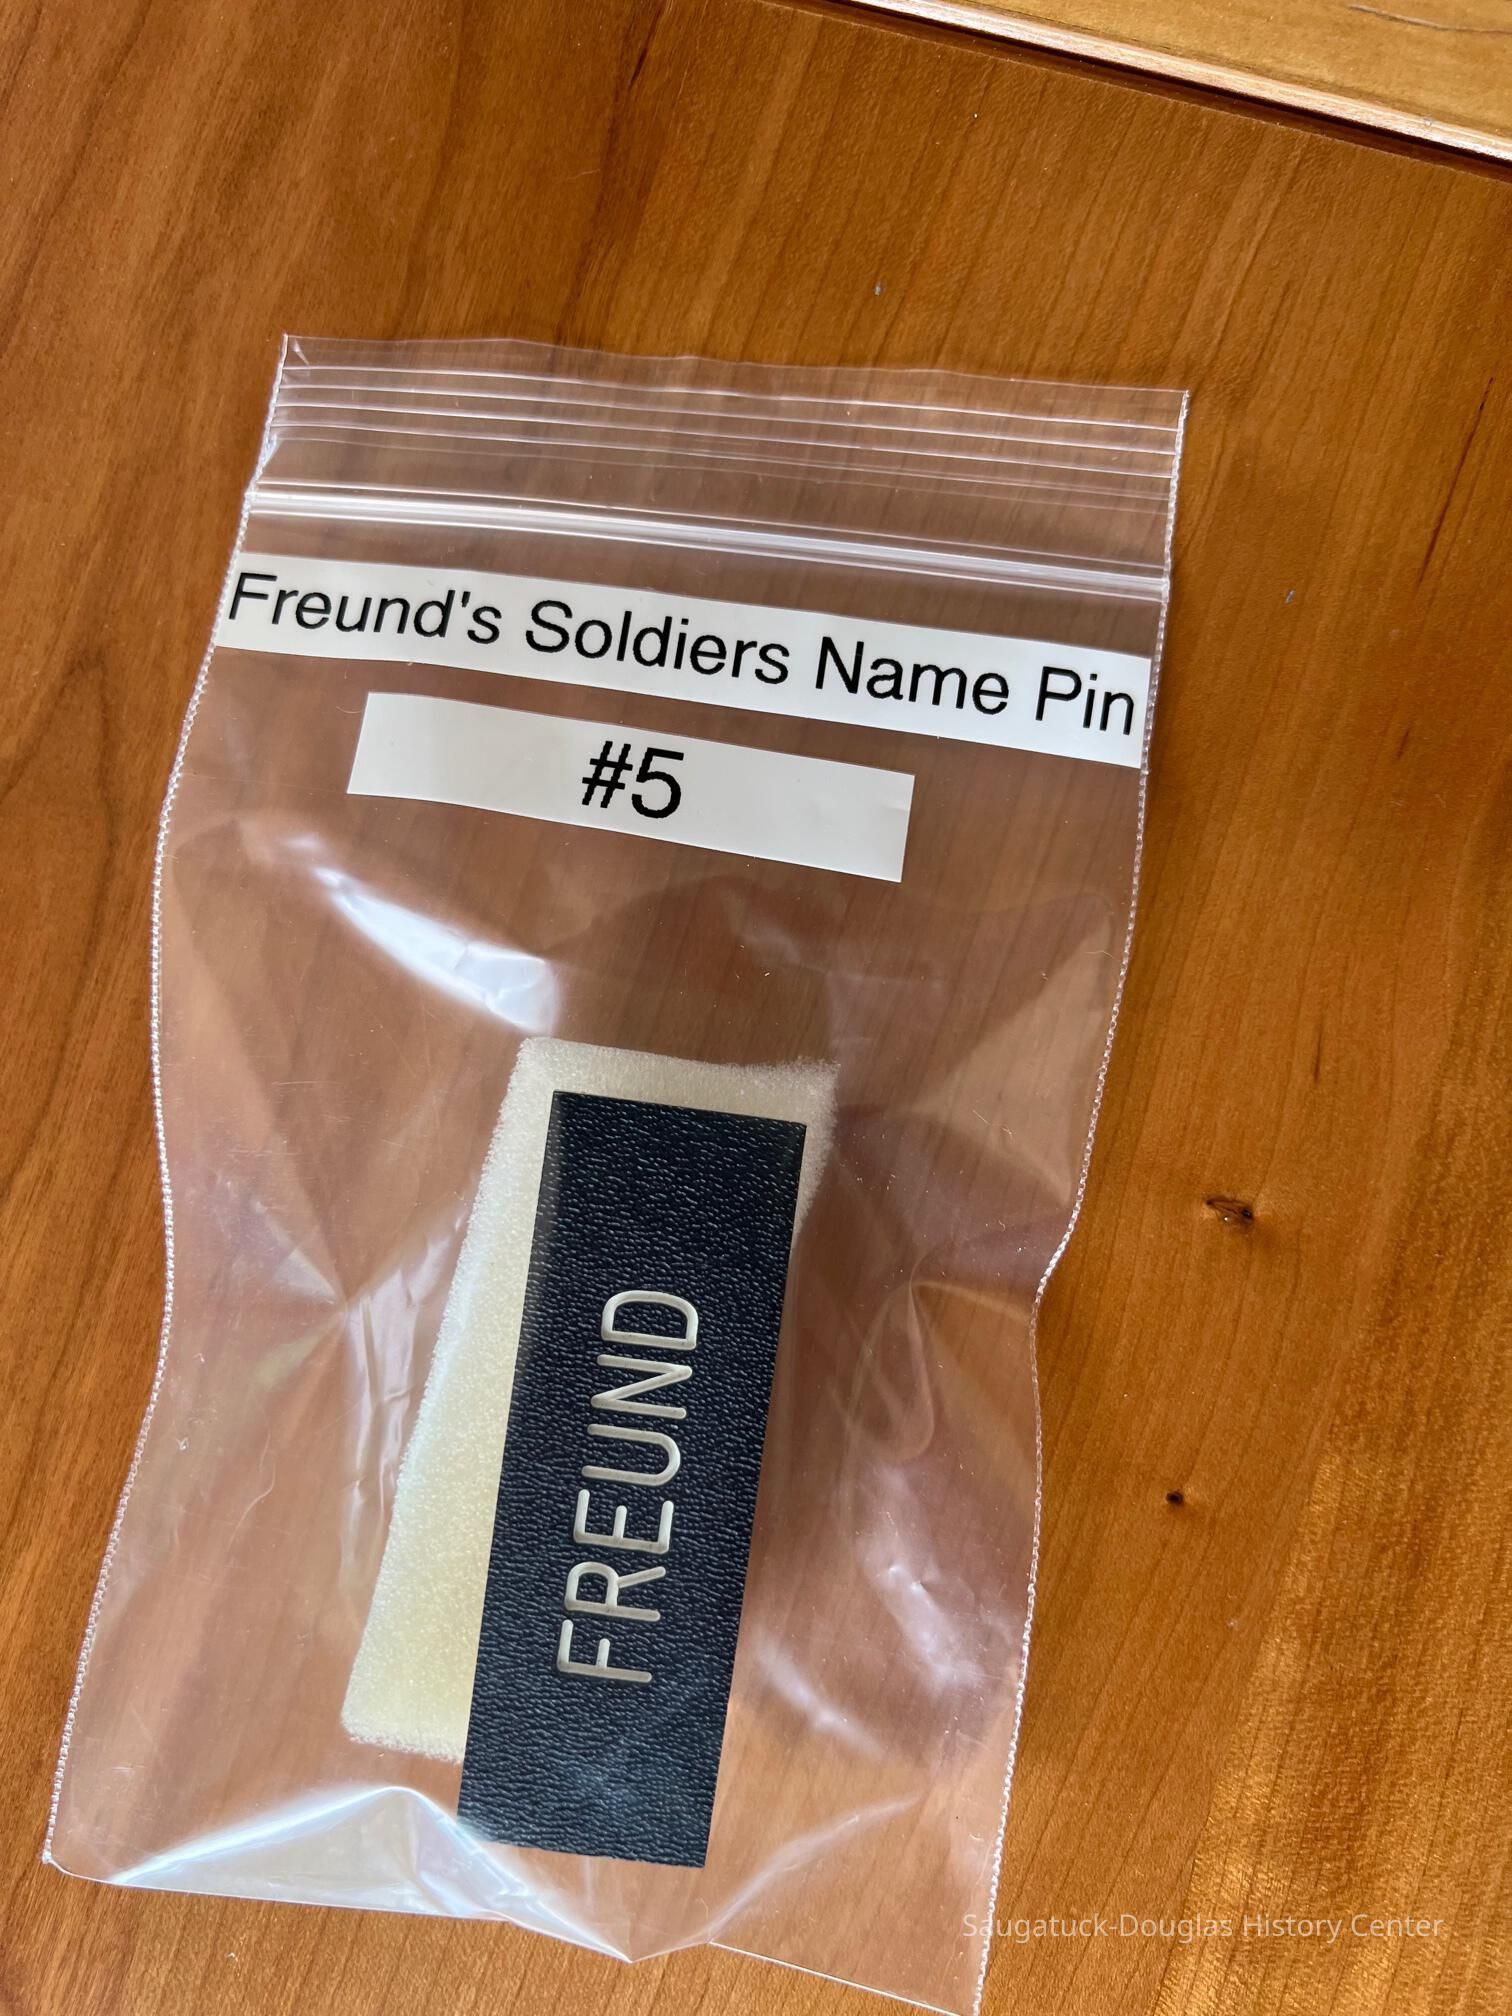 Freund's Soldiers Name Pin
#5
FREUND
Saugatuck-Douglas History Center